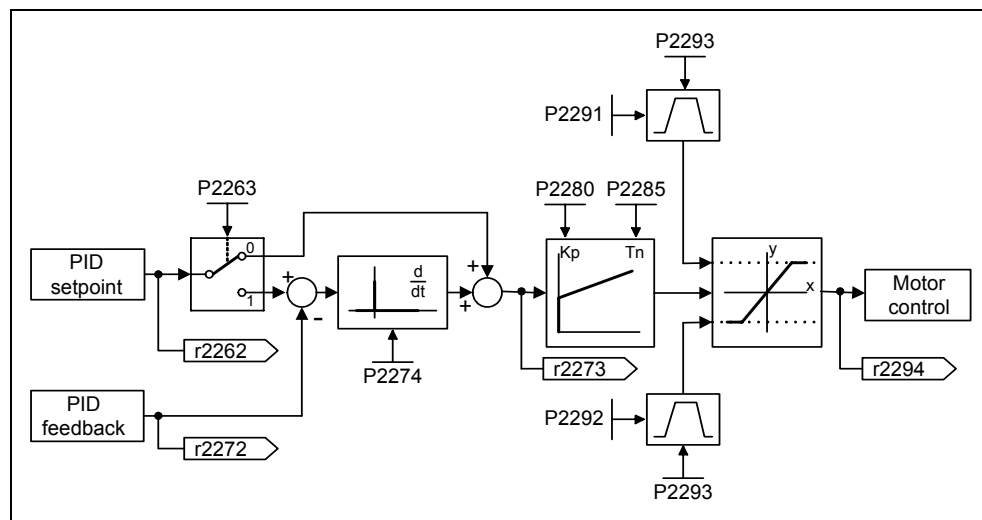 P2293
P2291
P2263
P2280
P2285
PID
setpoint
0
1
+
-
d
dt
+
+
Kp
Tn
y
x
Motor
control
r2262
P2274
r2273
r2294
PID
feedback
r2272
P2292
P2293